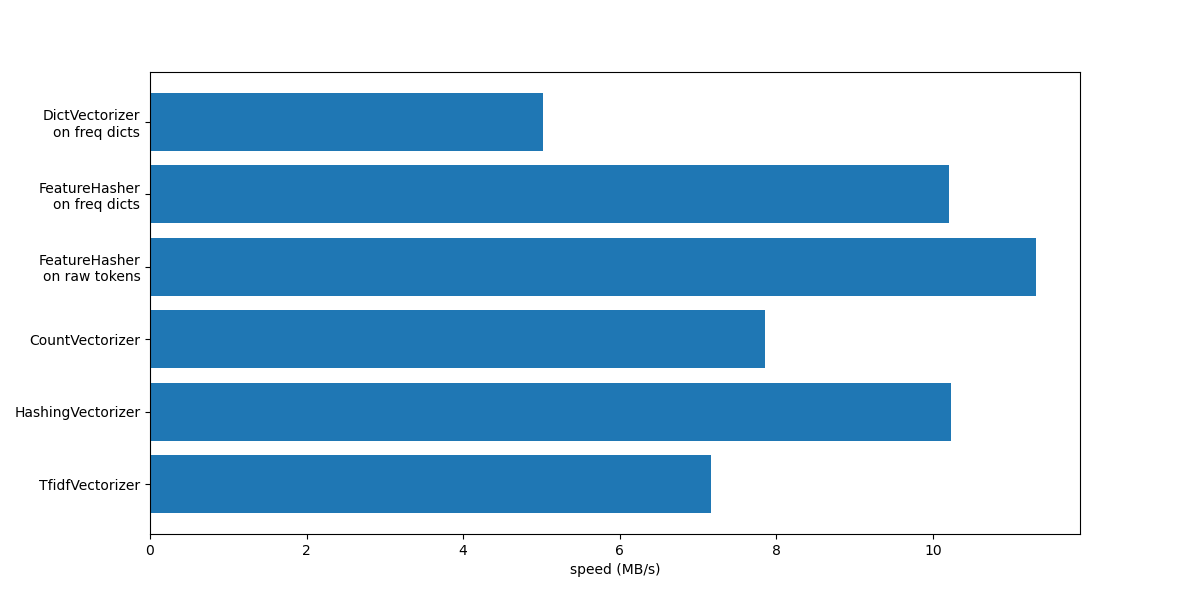 DictVectorizer
on freq dicts
FeatureHasher
on freq dicts
FeatureHasher
on raw tokens
CountVectorizer
HashingVectorizer
TfidfVectorizer
0 2 4 6 8 10
speed (MB/s)